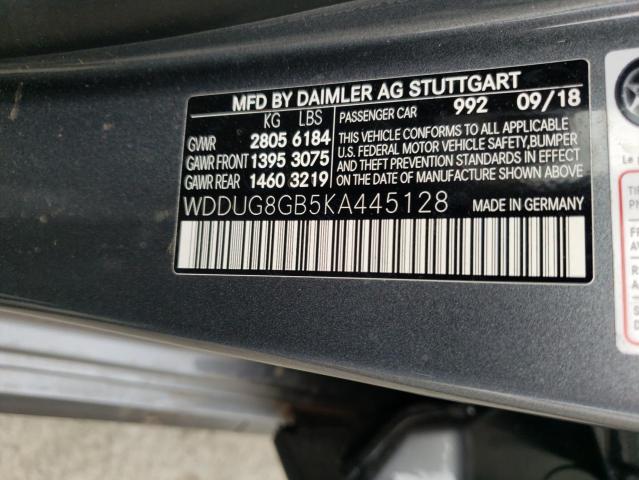 MFD BY DAIMLER AG STUTTGART
KG LBS
GVWR 2805 6184
GAWR FRONT 1395 3075
GAWR REAR 1460 3219
PASSENGER CAR 992 09/18
THIS VEHICLE CONFORMS TO ALL APPLICABLE
U.S. FEDERAL MOTOR VEHICLE SAFETY,BUMPER
AND THEFT PREVENTION STANDARDS IN EFFECT
ON THE DATE OF MANUFACTURE SHOWN ABOVE.
WDDUG8GB5KA445128 MADE IN GERMANY
Le